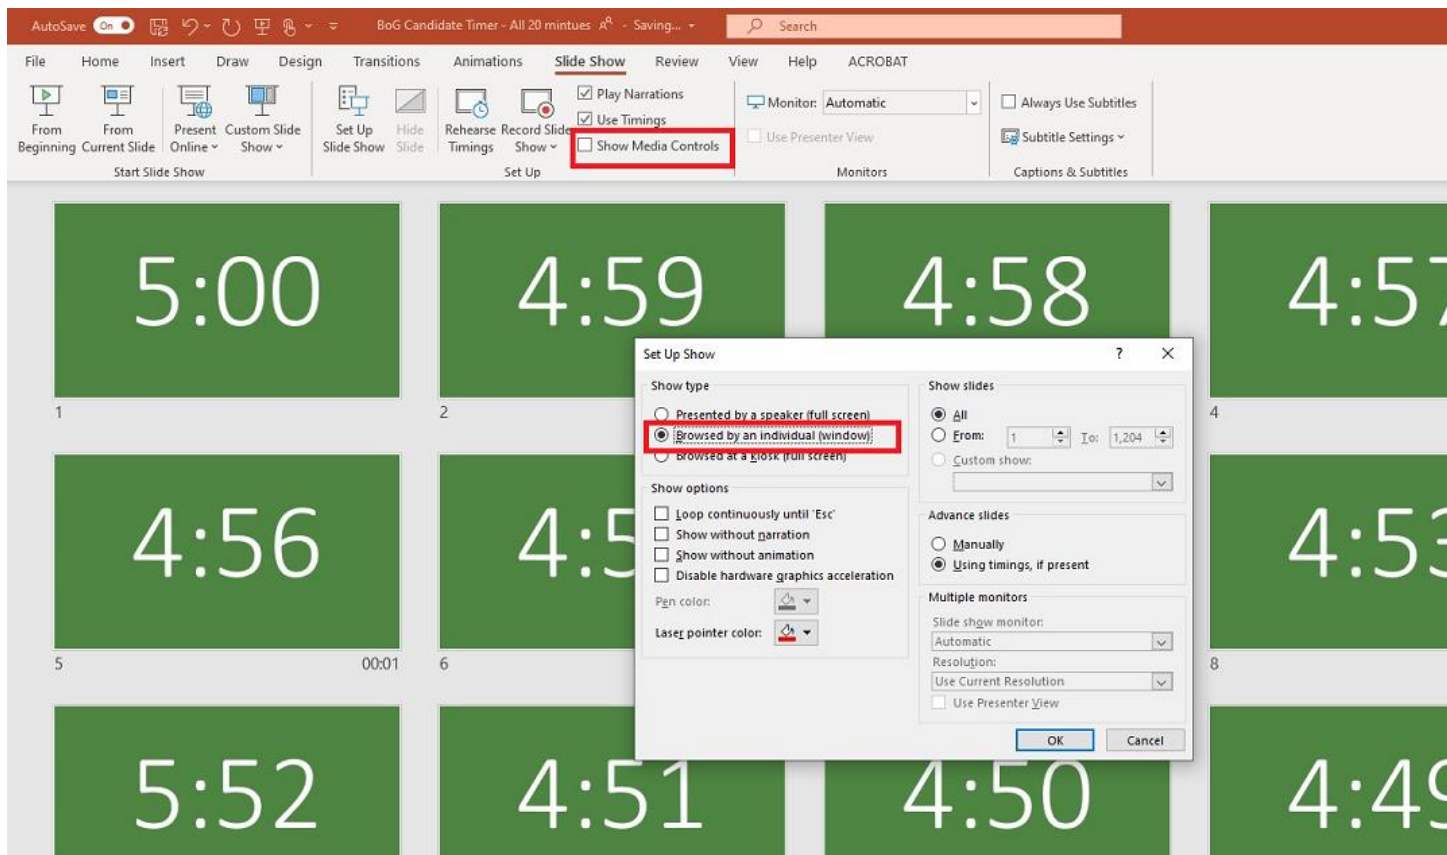 AutoSave On BoG Candidate Timer - All 20 mintues - Saving... Search
File Home Insert Draw Design Transitions Animations Slide Show Review View Help ACROBAT
From Beginning
From Current Slide
Present Online
Custom Slide Show
Start Slide Show
Set Up Slide Show
Hide Slide
Rehearse Timings
Record Slide Show
Play Narrations
Use Timings
Show Media Controls
Set Up
Monitor: Automatic
Use Presenter View
Monitors
Always Use Subtitles
Subtitle Settings
Captions & Subtitles
5:00 4:59 4:58 4:57
1 2 4
Set Up Show ?
Show type
Presented by a speaker (full screen)
Browsed by an individual (window)
Browsed at a kiosk (full screen)
Show options
Loop continuously until 'Esc'
Show without narration
Show without animation
Disable hardware graphics acceleration
Pen color:
Laser pointer color:
Show slides
All
From: 1 To: 1,204
Custom show:
Advance slides
Manually
Using timings, if present
Multiple monitors
Slide show monitor:
Automatic
Resolution:
Use Current Resolution
Use Presenter View
OK Cancel
4:56 4:5 4:53
5 00:01 6 8
5:52 4:51 4:50 4:49